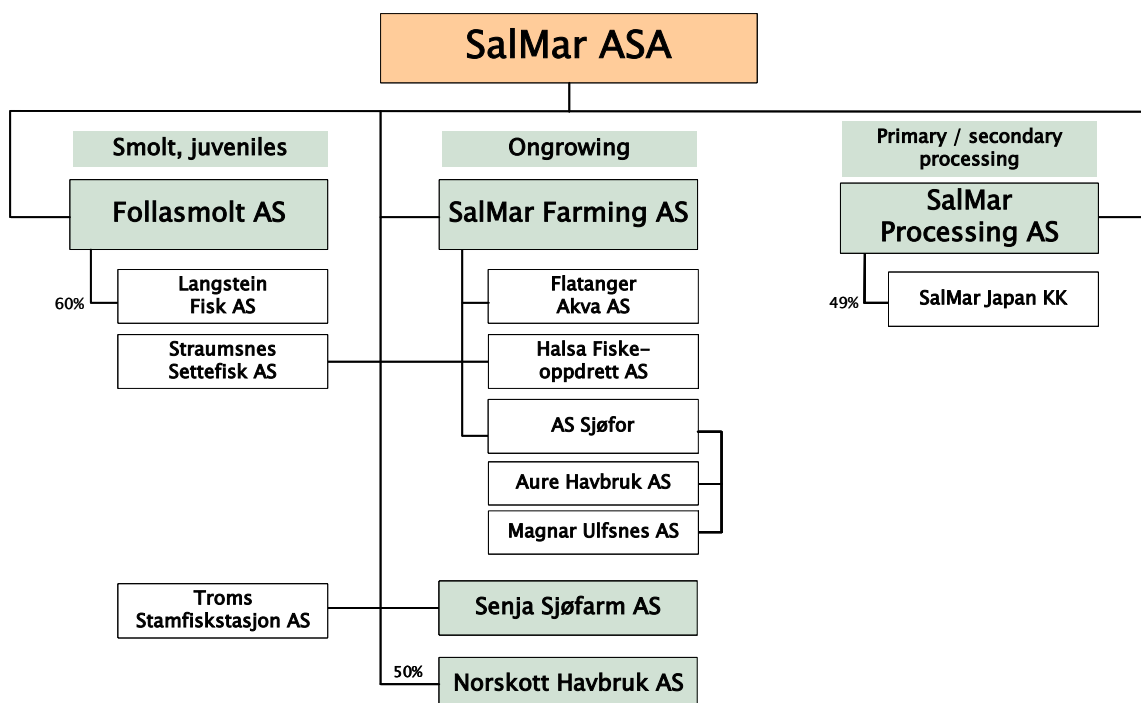 SalMar ASA
Smolt, juveniles
Ongrowing
Primary / secondary
processing
Follasmolt AS
SalMar Farming AS
SalMar
Processing AS
60%
Langstein
Fisk AS
Flatanger
Akva AS
49%
SalMar Japan KK
Straumsnes
Settefisk AS
Halsa Fiske-
oppdrett AS
AS Sjøfor
Aure Havbruk AS
Magnar Ulfsnes AS
Troms
Stamfiskstasjon AS
Senja Sjøfarm AS
50%
Norskott Havbruk AS